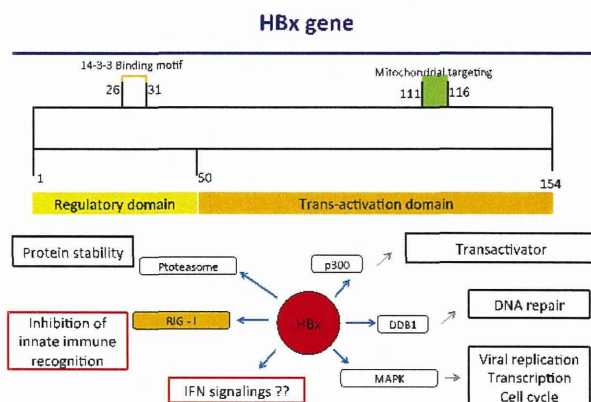 HBx gene
14-3-3 Binding motif
Mitochondrial targeting
26
31
111
116
1
50
154
Regulatory domain
Trans-activation domain
Protein stability
Ptoteasome
p300
Transactivator
Inhibition of
innate immune
recognition
RIG - I
HBx
DDB1
DNA repair
IFN signalings ??
MAPK
Viral replication
Transcription
Cell cycle